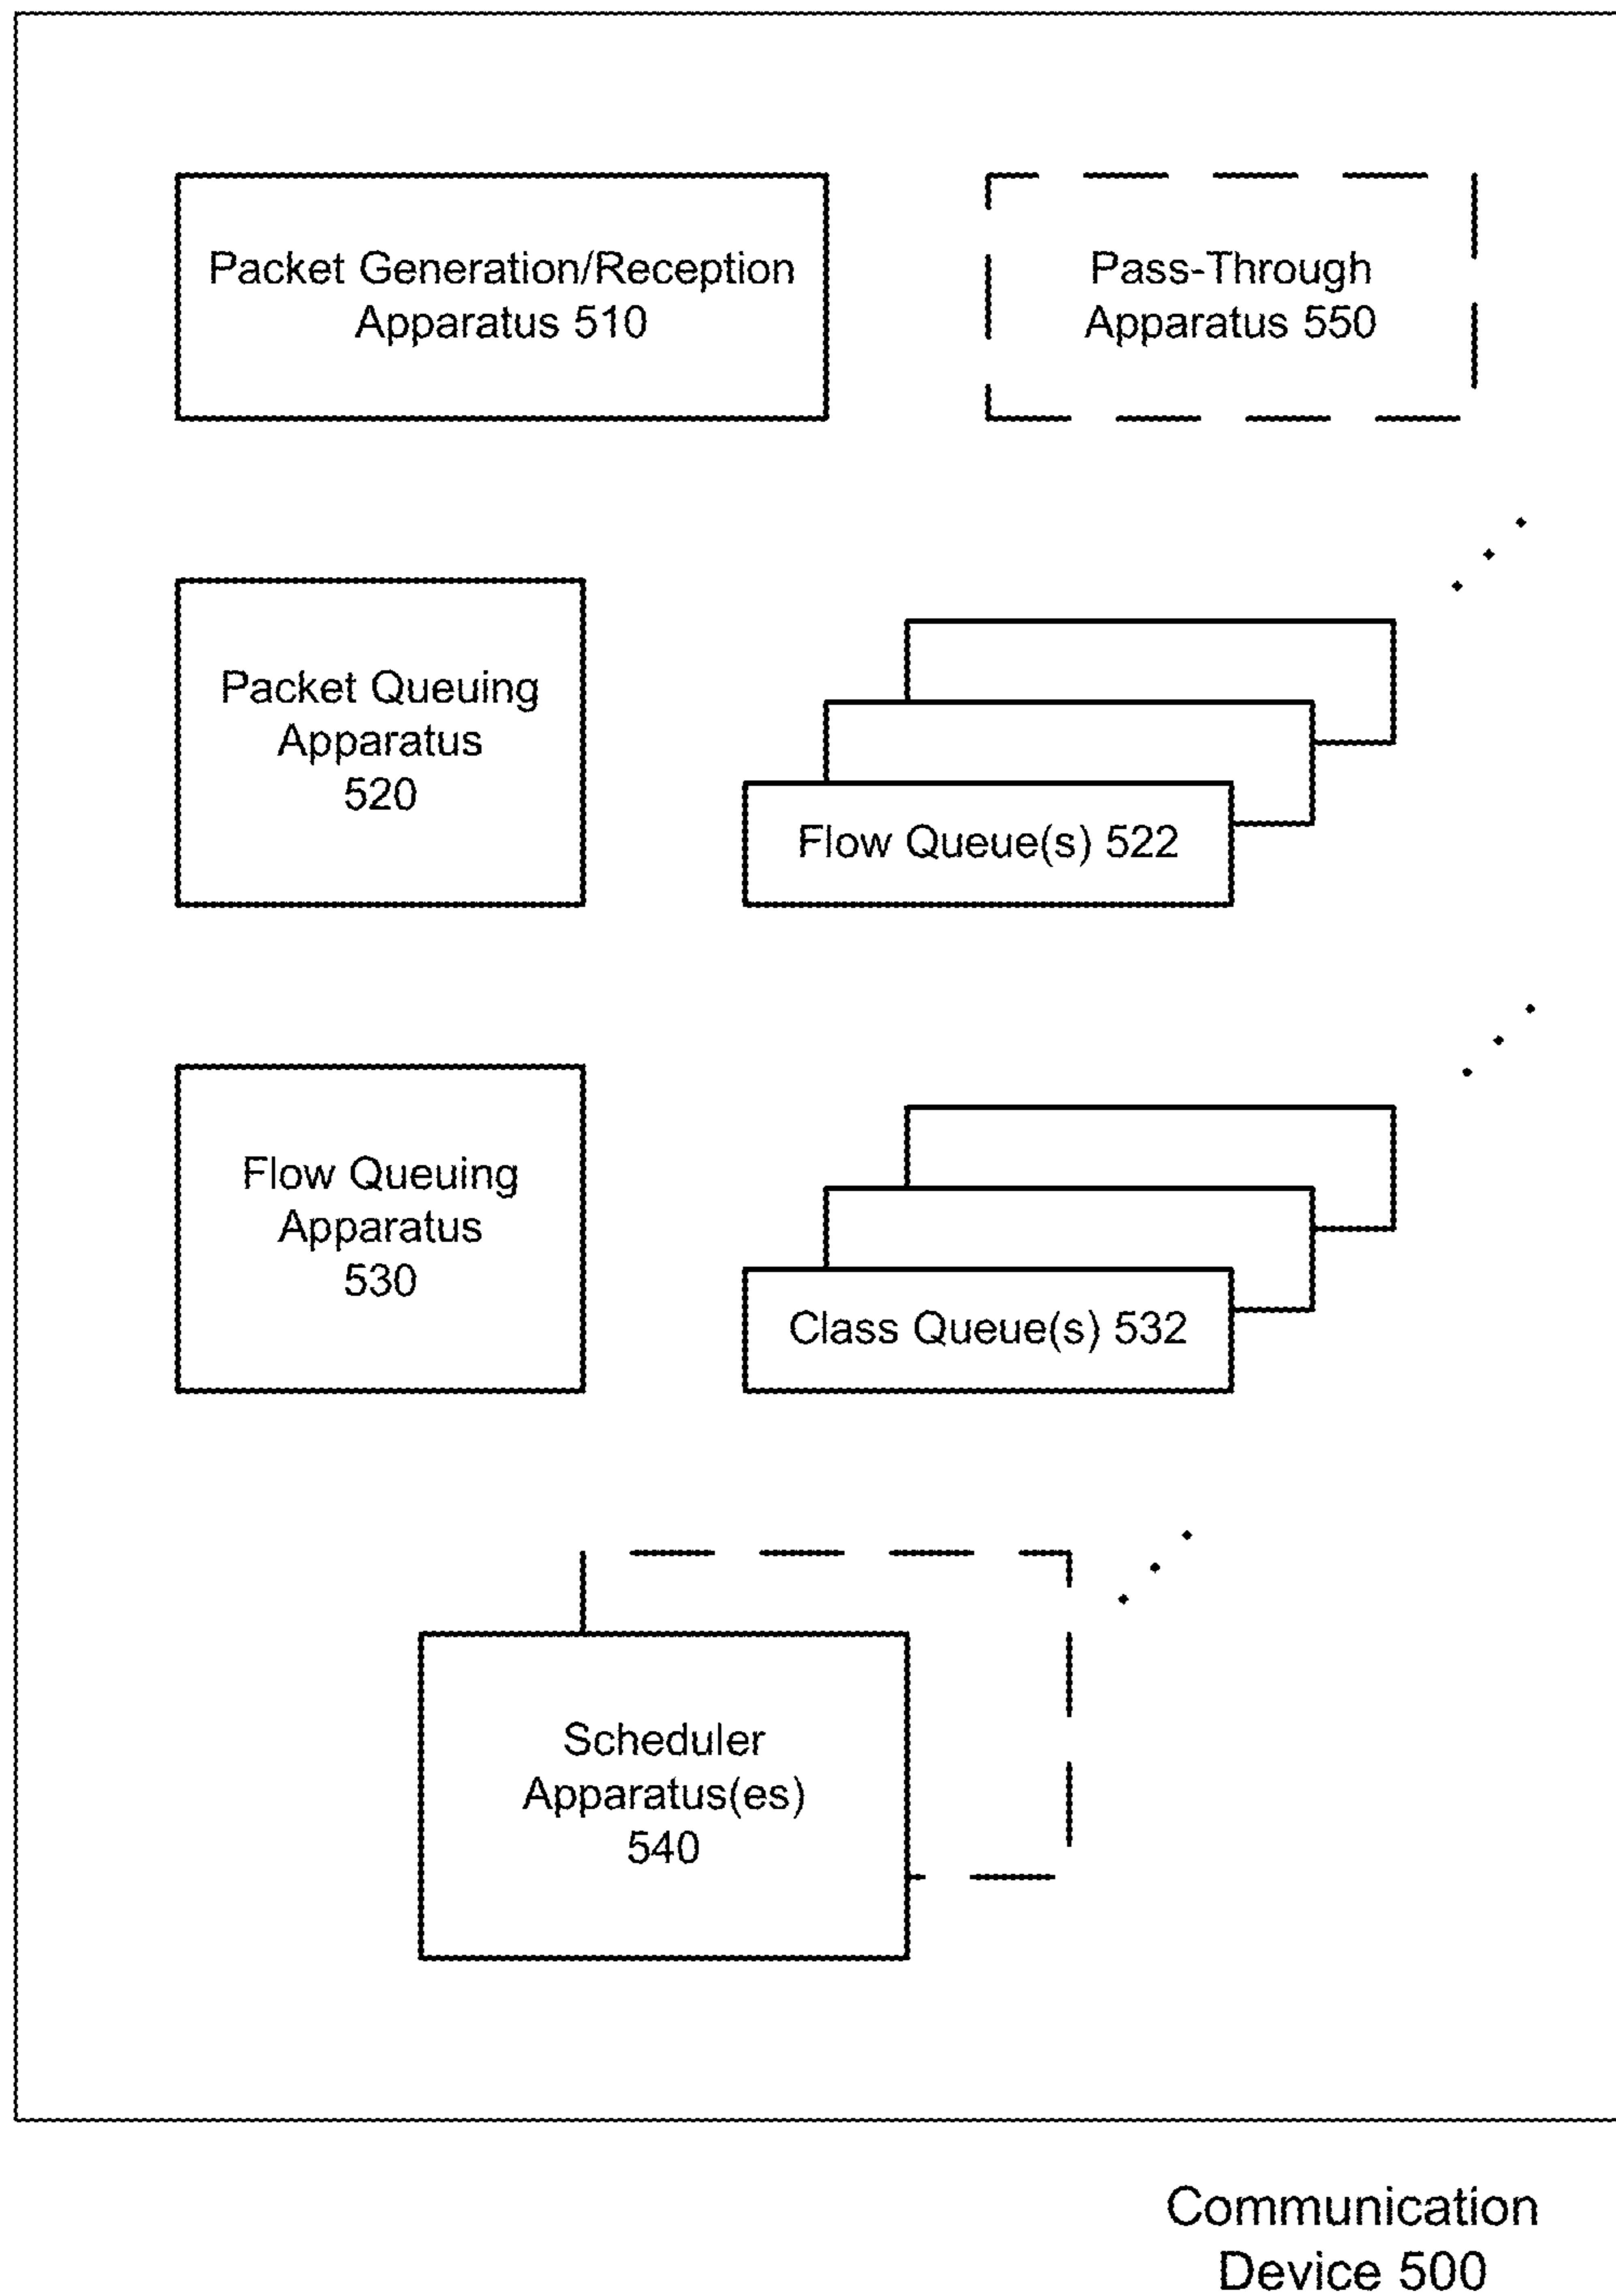 Packet Generation/Reception
Apparatus 510
Pass-Through
Apparatus 550
Packet Queuing
Apparatus
520
Flow Queue(s) 522
Flow Queuing
Apparatus
530
Class Queue(s) 532
Scheduler
Apparatus(es)
540
Communication
Device 500